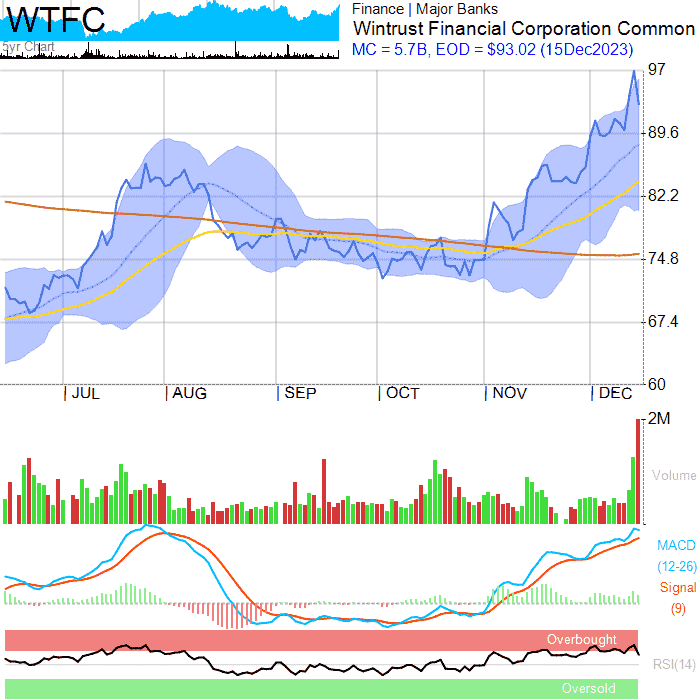 WTFC
5yr Chart
Finance | Major Banks
Wintrust Financial Corporation Common
MC = 5.7B, EOD = $93.02 (15Dec2023)
97
89.6
82.2
74.8
67.4
60
| JUL | AUG | SEP | OCT | NOV | DEC
2M
Volume
MACD
(12-26)
Signal
(9)
Overbought
RSI(14)
Oversold